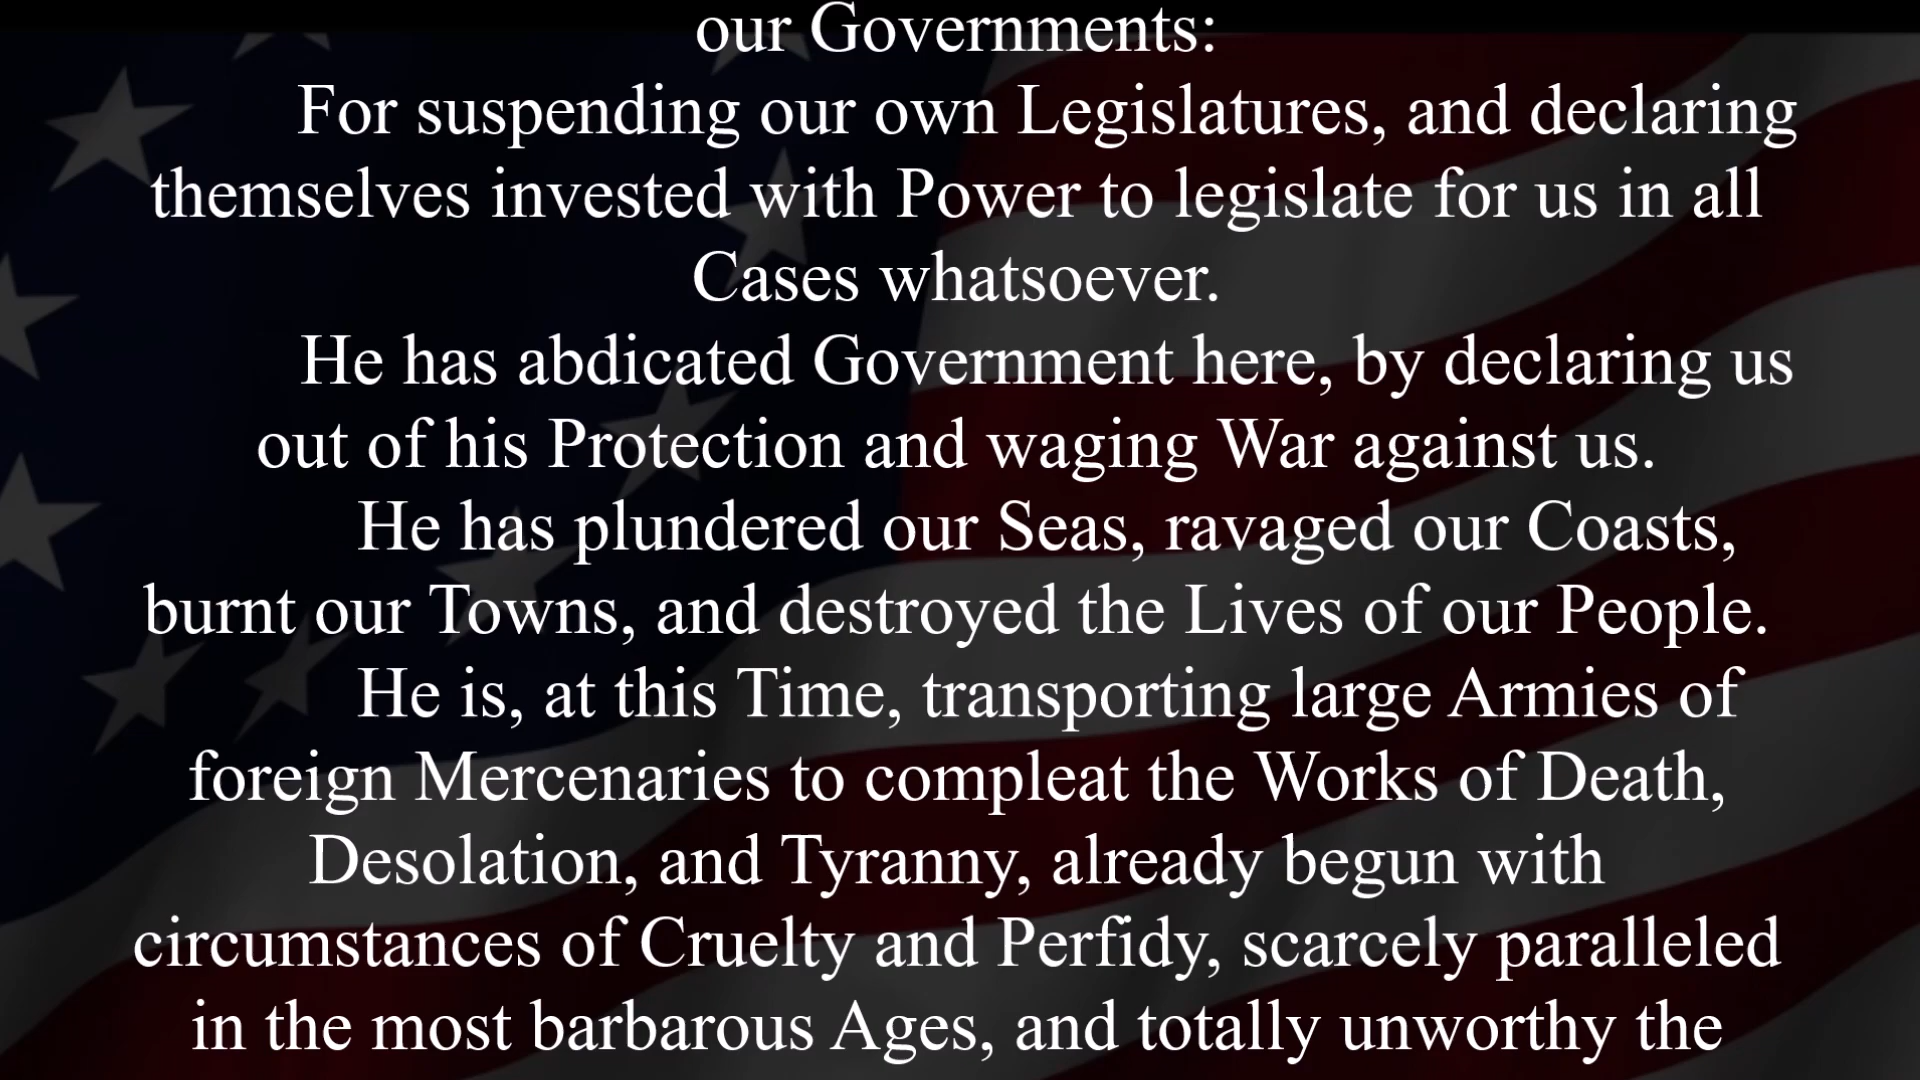 our Governments:
For suspending our own Legislatures, and declaring
themselves invested with Power to legislate for us in all
Cases whatsoever.
He has abdicated Government here, by declaring us
out of his Protection and waging War against us.
He has plundered our Seas, ravaged our Coasts,
burnt our Towns, and destroyed the Lives of our People.
He is, at this Time, transporting large Armies of
foreign Mercenaries to compleat the Works of Death,
Desolation, and Tyranny, already begun with
circumstances of Cruelty and Perfidy, scarcely paralleled
in the most barbarous Ages, and totally unworthy the